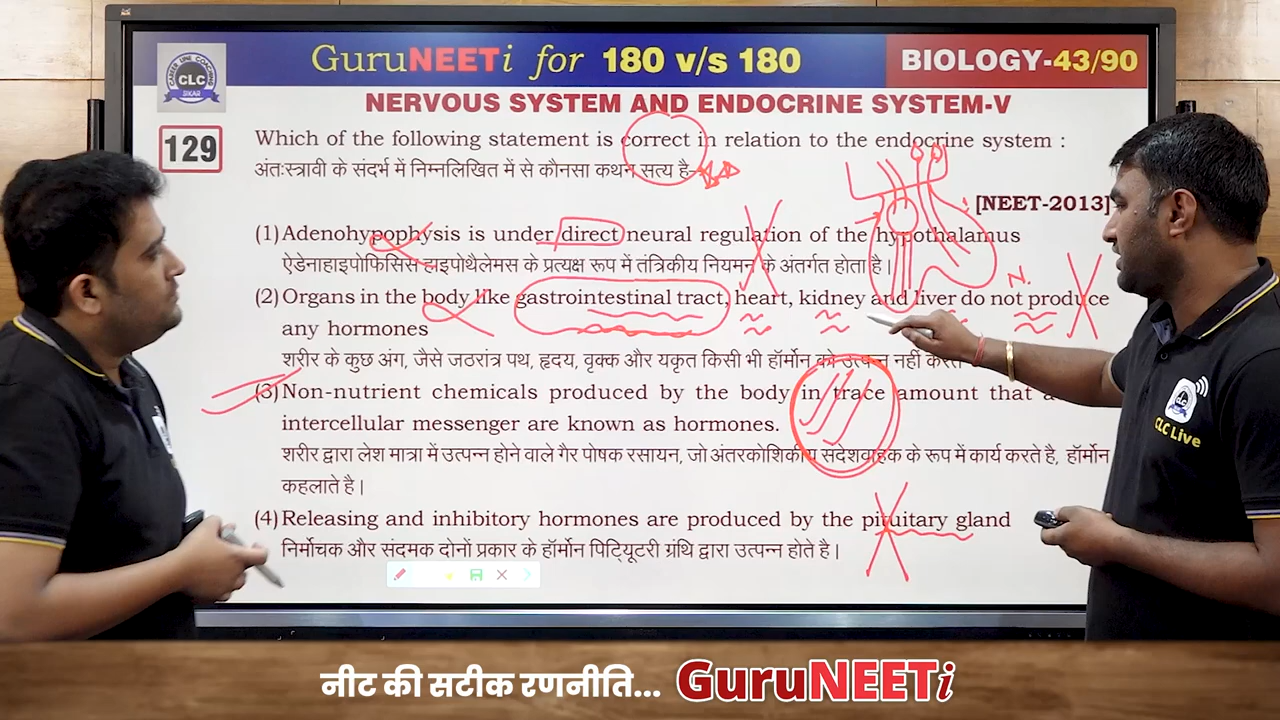 GuruNEETi for 180 v/s 180
BIOLOGY-43/90
CLC
SIKAR
NERVOUS SYSTEM AND ENDOCRINE SYSTEM-V
129
Which of the following statement is correct in relation to the endocrine system :
अंतःस्त्रावी के संदर्भ में निम्नलिखित में से कौनसा कथन सत्य है-
[NEET-2013]
(1) Adenohypophysis is under direct neural regulation of the hypothalamus
ऐडेनाहाइपोफिसिस हाइपोथैलेमस के प्रत्यक्ष रूप में तंत्रिकीय नियमन के अंतर्गत होता है।
N.
(2) Organs in the body like gastrointestinal tract, heart, kidney and liver do not produce
any hormones
शरीर के कुछ अंग, जैसे जठरांत्र पथ, हृदय, वृक्क और यकृत किसी भी हॉर्मोन को उत्पन्न नहीं करते
(3) Non-nutrient chemicals produced by the body in trace amount that a
intercellular messenger are known as hormones.
शरीर द्वारा लेश मात्रा में उत्पन्न होने वाले गैर पोषक रसायन, जो अंतरकोशिकीय संदेशवाहक के रूप में कार्य करते है, हॉर्मोन
कहलाते है।
(4) Releasing and inhibitory hormones are produced by the pituitary gland
निर्मोचक और संदमक दोनों प्रकार के हॉर्मोन पिट्यूिटरी ग्रंथि द्वारा उत्पन्न होते है।
CLC
CLC Live
नीट की सटीक रणनीति... GuruNEETi